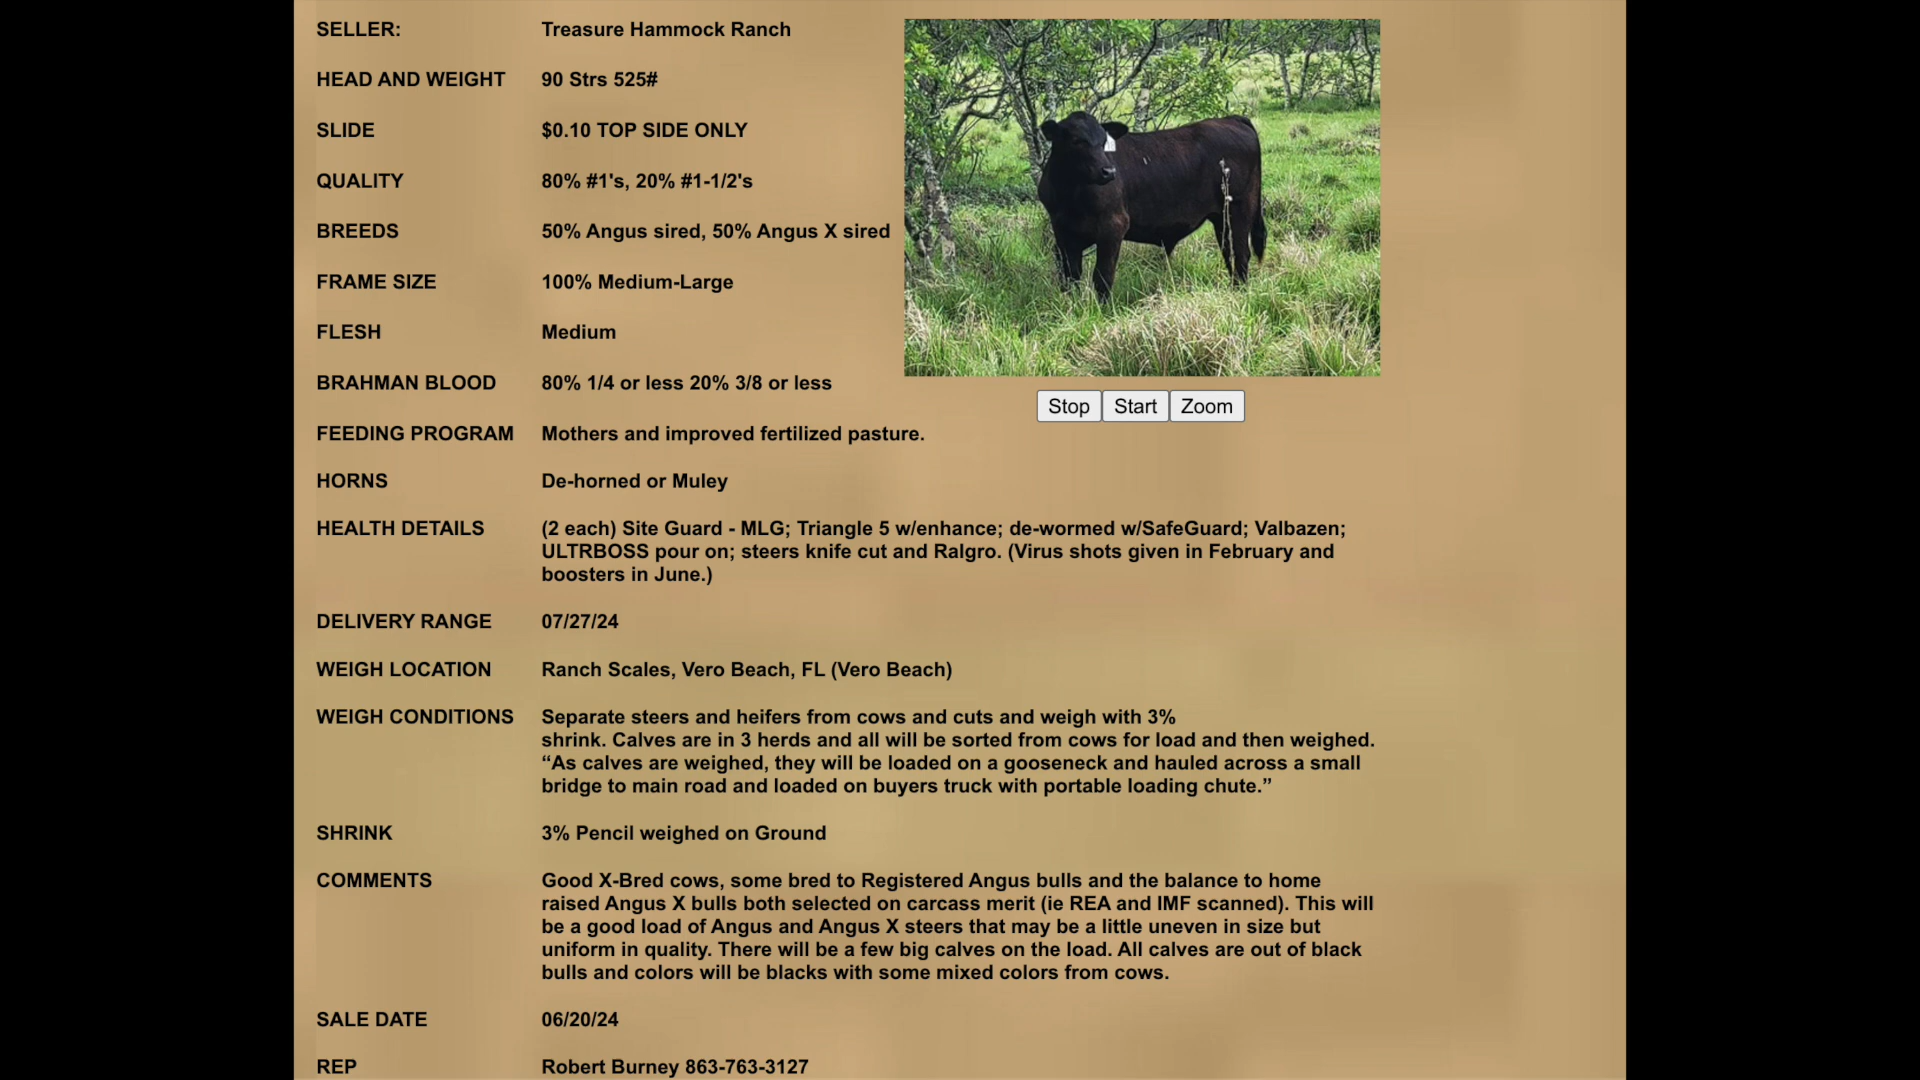 SELLER: Treasure Hammock Ranch
HEAD AND WEIGHT 90 Strs 525#
SLIDE $0.10 TOP SIDE ONLY
QUALITY 80% #1's, 20% #1-1/2's
BREEDS 50% Angus sired, 50% Angus X sired
FRAME SIZE 100% Medium-Large
FLESH Medium
BRAHMAN BLOOD 80% 1/4 or less 20% 3/8 or less
Stop Start Zoom
FEEDING PROGRAM Mothers and improved fertilized pasture.
HORNS De-horned or Muley
HEALTH DETAILS (2 each) Site Guard - MLG; Triangle 5 w/enhance; de-wormed w/SafeGuard; Valbazen;
ULTRBOSS pour on; steers knife cut and Ralgro. (Virus shots given in February and
boosters in June.)
DELIVERY RANGE 07/27/24
WEIGH LOCATION Ranch Scales, Vero Beach, FL (Vero Beach)
WEIGH CONDITIONS Separate steers and heifers from cows and cuts and weigh with 3%
shrink. Calves are in 3 herds and all will be sorted from cows for load and then weighed.
“As calves are weighed, they will be loaded on a gooseneck and hauled across a small
bridge to main road and loaded on buyers truck with portable loading chute.”
SHRINK 3% Pencil weighed on Ground
COMMENTS Good X-Bred cows, some bred to Registered Angus bulls and the balance to home
raised Angus X bulls both selected on carcass merit (ie REA and IMF scanned). This will
be a good load of Angus and Angus X steers that may be a little uneven in size but
uniform in quality. There will be a few big calves on the load. All calves are out of black
bulls and colors will be blacks with some mixed colors from cows.
SALE DATE 06/20/24
REP Robert Burney 863-763-3127